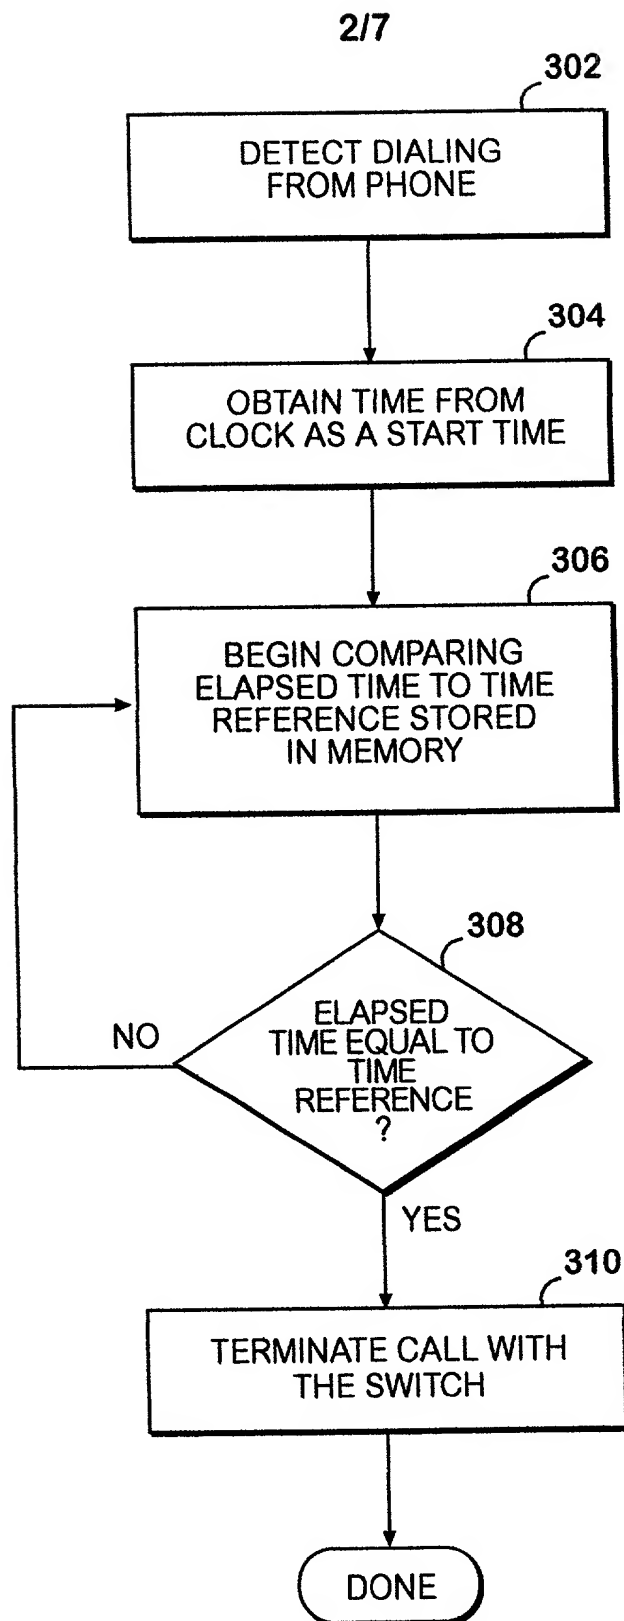 2/7
302
DETECT DIALING
FROM PHONE
304
OBTAIN TIME FROM
CLOCK AS A START TIME
306
BEGIN COMPARING
ELAPSED TIME TO TIME
REFERENCE STORED
IN MEMORY
308
ELAPSED
TIME EQUAL TO
TIME
REFERENCE
?
NO
YES
310
TERMINATE CALL WITH
THE SWITCH
DONE